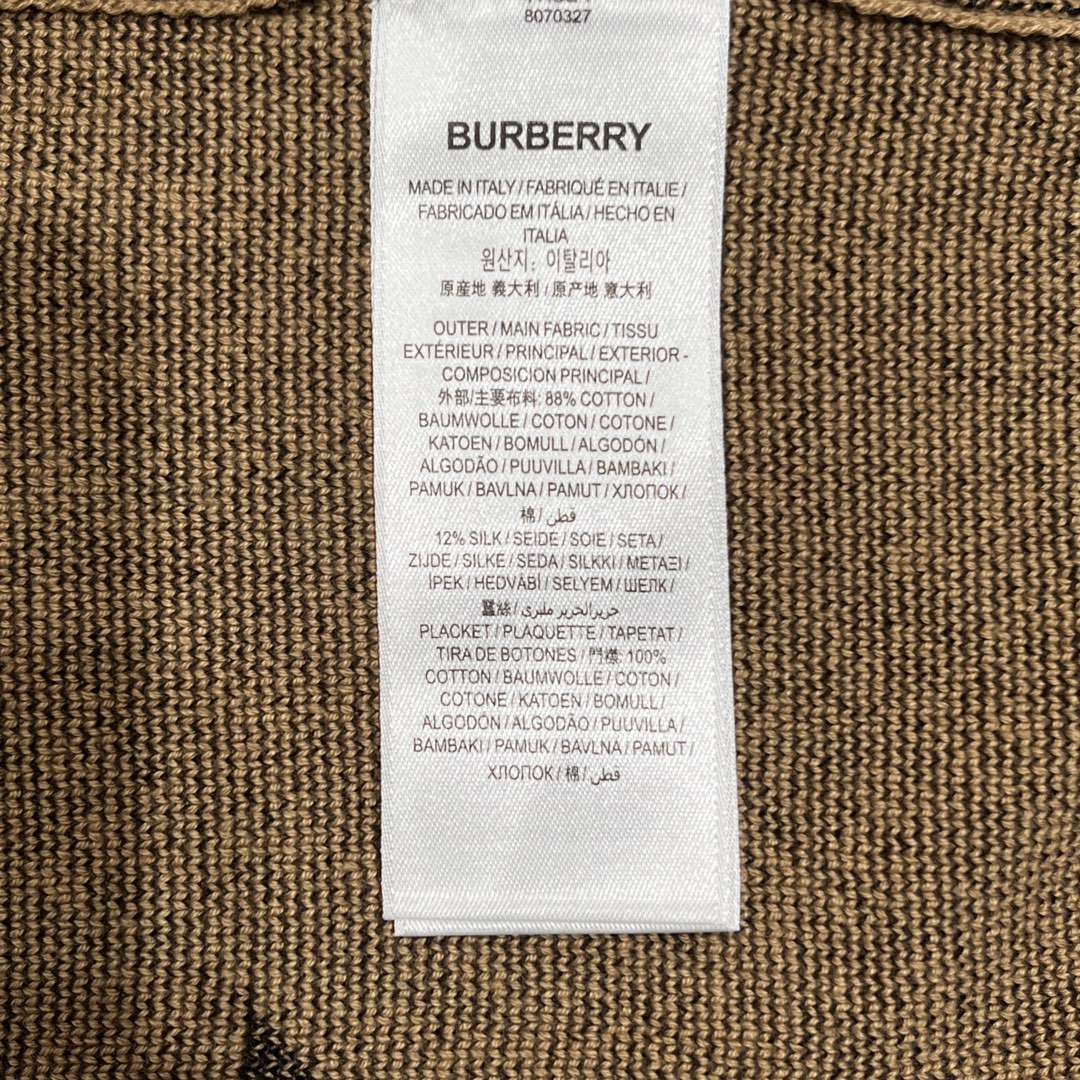 8070327
BURBERRY
MADE IN ITALY / FABRIQUÉ EN ITALIE /
FABRICADO EM ITÁLIA / HECHO EN
ITALIA
원산지: 이탈리아
原産地 義大利 / 原产地 意大利
OUTER / MAIN FABRIC / TISSU
EXTÉRIEUR / PRINCIPAL / EXTERIOR -
COMPOSICION PRINCIPAL /
外部/主要布料: 88% COTTON /
BAUMWOLLE / COTON / COTONE /
KATOEN / BOMULL / ALGODÓN /
ALGODÃO / PUUVILLA / BAMBAKI /
PAMUK / BAVLNA / PAMUT / ХЛОПОК /
棉 / قطن
12% SILK / SEIDE / SOIE / SETA /
ZIJDE / SILKE / SEDA / SILKKI / ΜΕΤΑΞΙ /
İPEK / HEDVÁBÍ / SELYEM / ШЕЛК /
蠶絲 / حرير/الحرير ملبري
PLACKET / PLAQUETTE / TAPETAT /
TIRA DE BOTONES / 門襟: 100%
COTTON / BAUMWOLLE / COTON /
COTONE / KATOEN / BOMULL /
ALGODÓN / ALGODÃO / PUUVILLA /
BAMBAKI / PAMUK / BAVLNA / PAMUT /
ХЛОПОК / 棉 / قطن